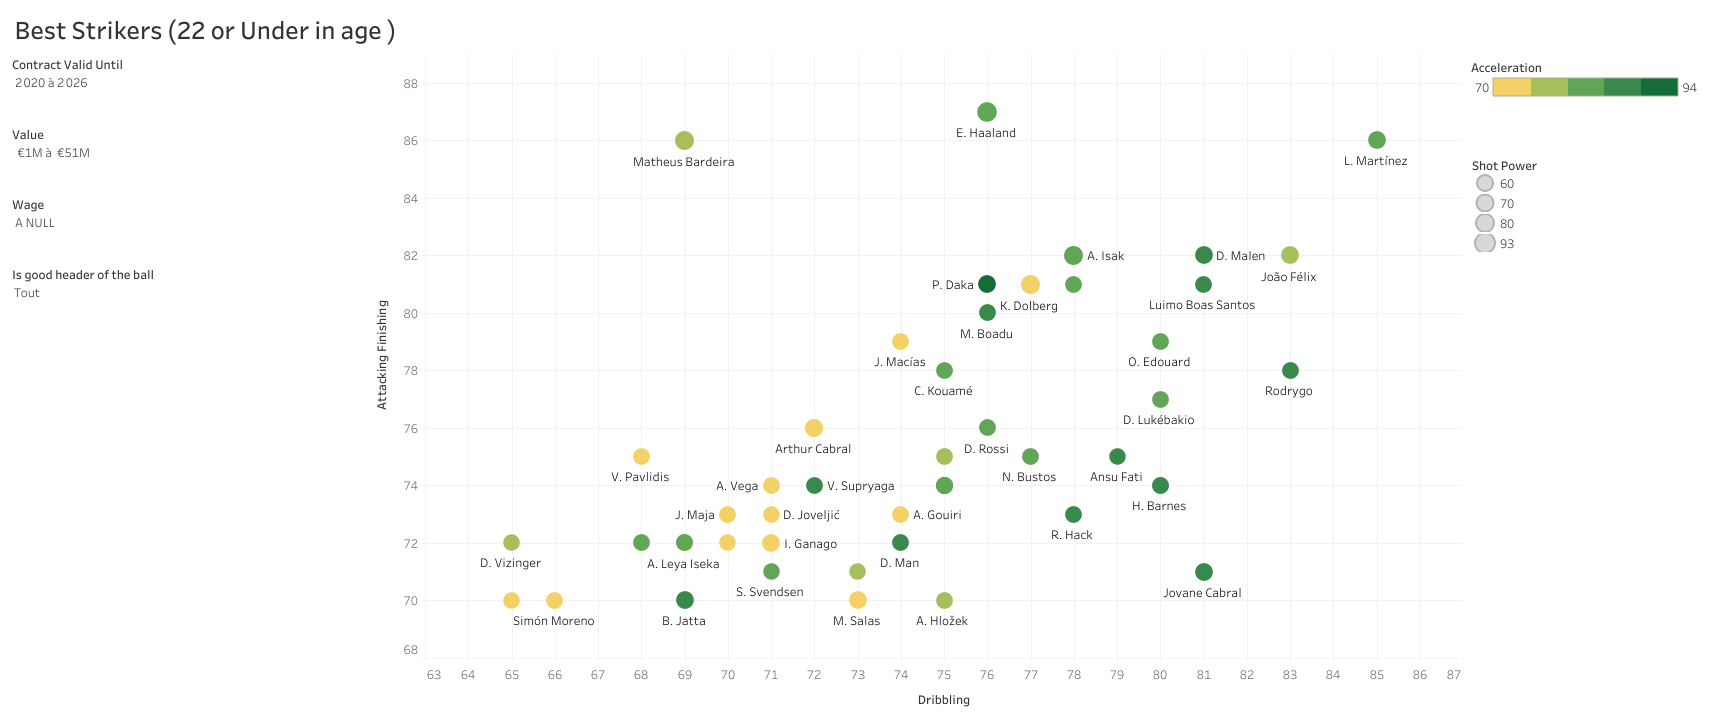 Best Strikers (22 or Under in age )
Contract Valid Until
2020 à 2026
Value
€1M à €51M
Wage
A NULL
Is good header of the ball
Tout
Attacking Finishing
88
86
84
82
80
78
76
74
72
70
68
E. Haaland
Matheus Bardeira
L. Martínez
A. Isak
D. Malen
João Félix
P. Daka
K. Dolberg
Luimo Boas Santos
M. Boadu
J. Macías
O. Edouard
C. Kouamé
Rodrygo
D. Lukébakio
Arthur Cabral
D. Rossi
V. Pavlidis
N. Bustos
Ansu Fati
A. Vega
V. Supryaga
H. Barnes
J. Maja
D. Joveljić
A. Gouiri
R. Hack
D. Vizinger
A. Leya Iseka
I. Ganago
D. Man
S. Svendsen
Jovane Cabral
Simón Moreno
B. Jatta
M. Salas
A. Hložek
63 64 65 66 67 68 69 70 71 72 73 74 75 76 77 78 79 80 81 82 83 84 85 86 87
Dribbling
Acceleration
70 94
Shot Power
60
70
80
93